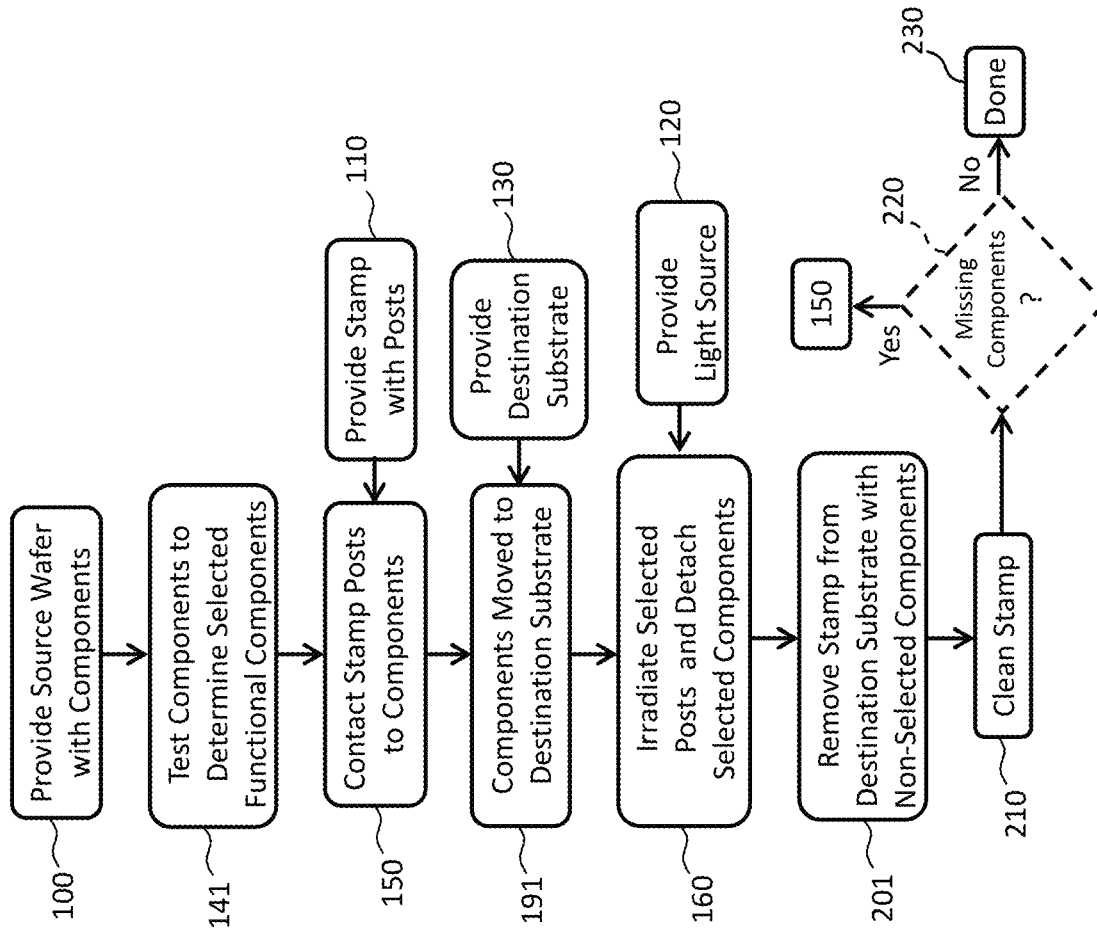 100
Provide Source Wafer
with Components
141
Test Components to
Determine Selected
Functional Components
110
Provide Stamp
with Posts
150
Contact Stamp Posts
to Components
130
Provide
Destination
Substrate
191
Components Moved to
Destination Substrate
120
Provide
Light Source
160
Irradiate Selected
Posts and Detach
Selected Components
201
Remove Stamp from
Destination Substrate with
Non-Selected Components
210
Clean Stamp
220
Missing
Components
?
Yes
150
No
230
Done